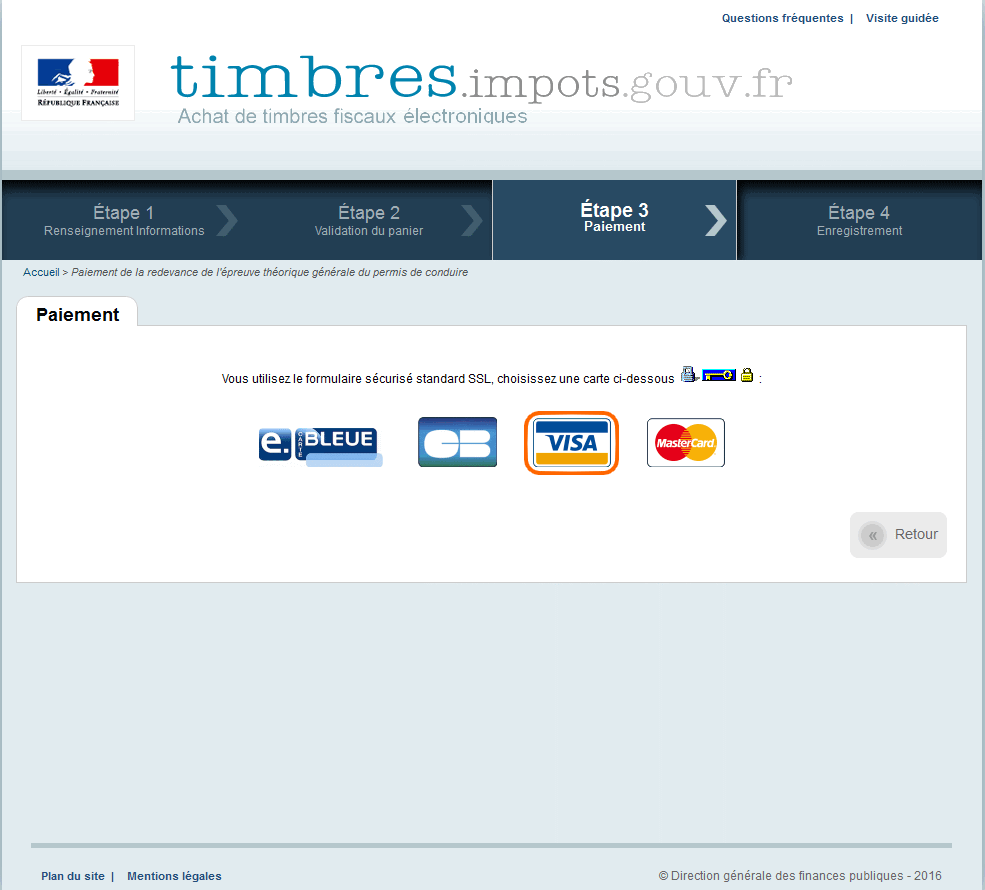 Questions fréquentes | Visite guidée
Liberté • Égalité • Fraternité
RÉPUBLIQUE FRANÇAISE
timbres.impots.gouv.fr
Achat de timbres fiscaux électroniques
Étape 1
Renseignement Informations
Étape 2
Validation du panier
Étape 3
Paiement
Étape 4
Enregistrement
Accueil > Paiement de la redevance de l'épreuve théorique générale du permis de conduire
Paiement
Vous utilisez le formulaire sécurisé standard SSL, choisissez une carte ci-dessous :
e. CARTE BLEUE
CB
VISA
MasterCard
« Retour
Plan du site | Mentions légales
© Direction générale des finances publiques - 2016